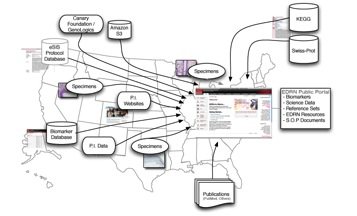 Canary
Foundation /
GenoLogics
Amazon
S3
KEGG
eSIS
Protocol
Database
Swiss-Prot
Specimens
Specimens
P.I.
Websites
EDRN Public Portal
- Biomarkers
- Science Data
- Reference Sets
- EDRN Resources
- S.O.P Documents
Biomarker
Database
P.I. Data
Specimens
Publications
(PubMed, Others)